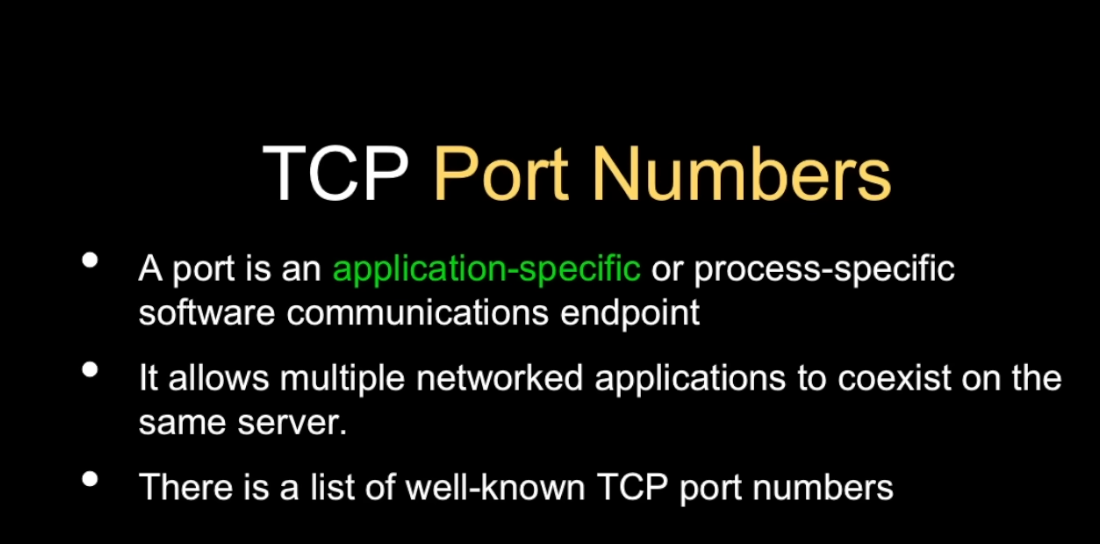 TCP Port Numbers
• A port is an application-specific or process-specific
software communications endpoint
• It allows multiple networked applications to coexist on the
same server.
• There is a list of well-known TCP port numbers